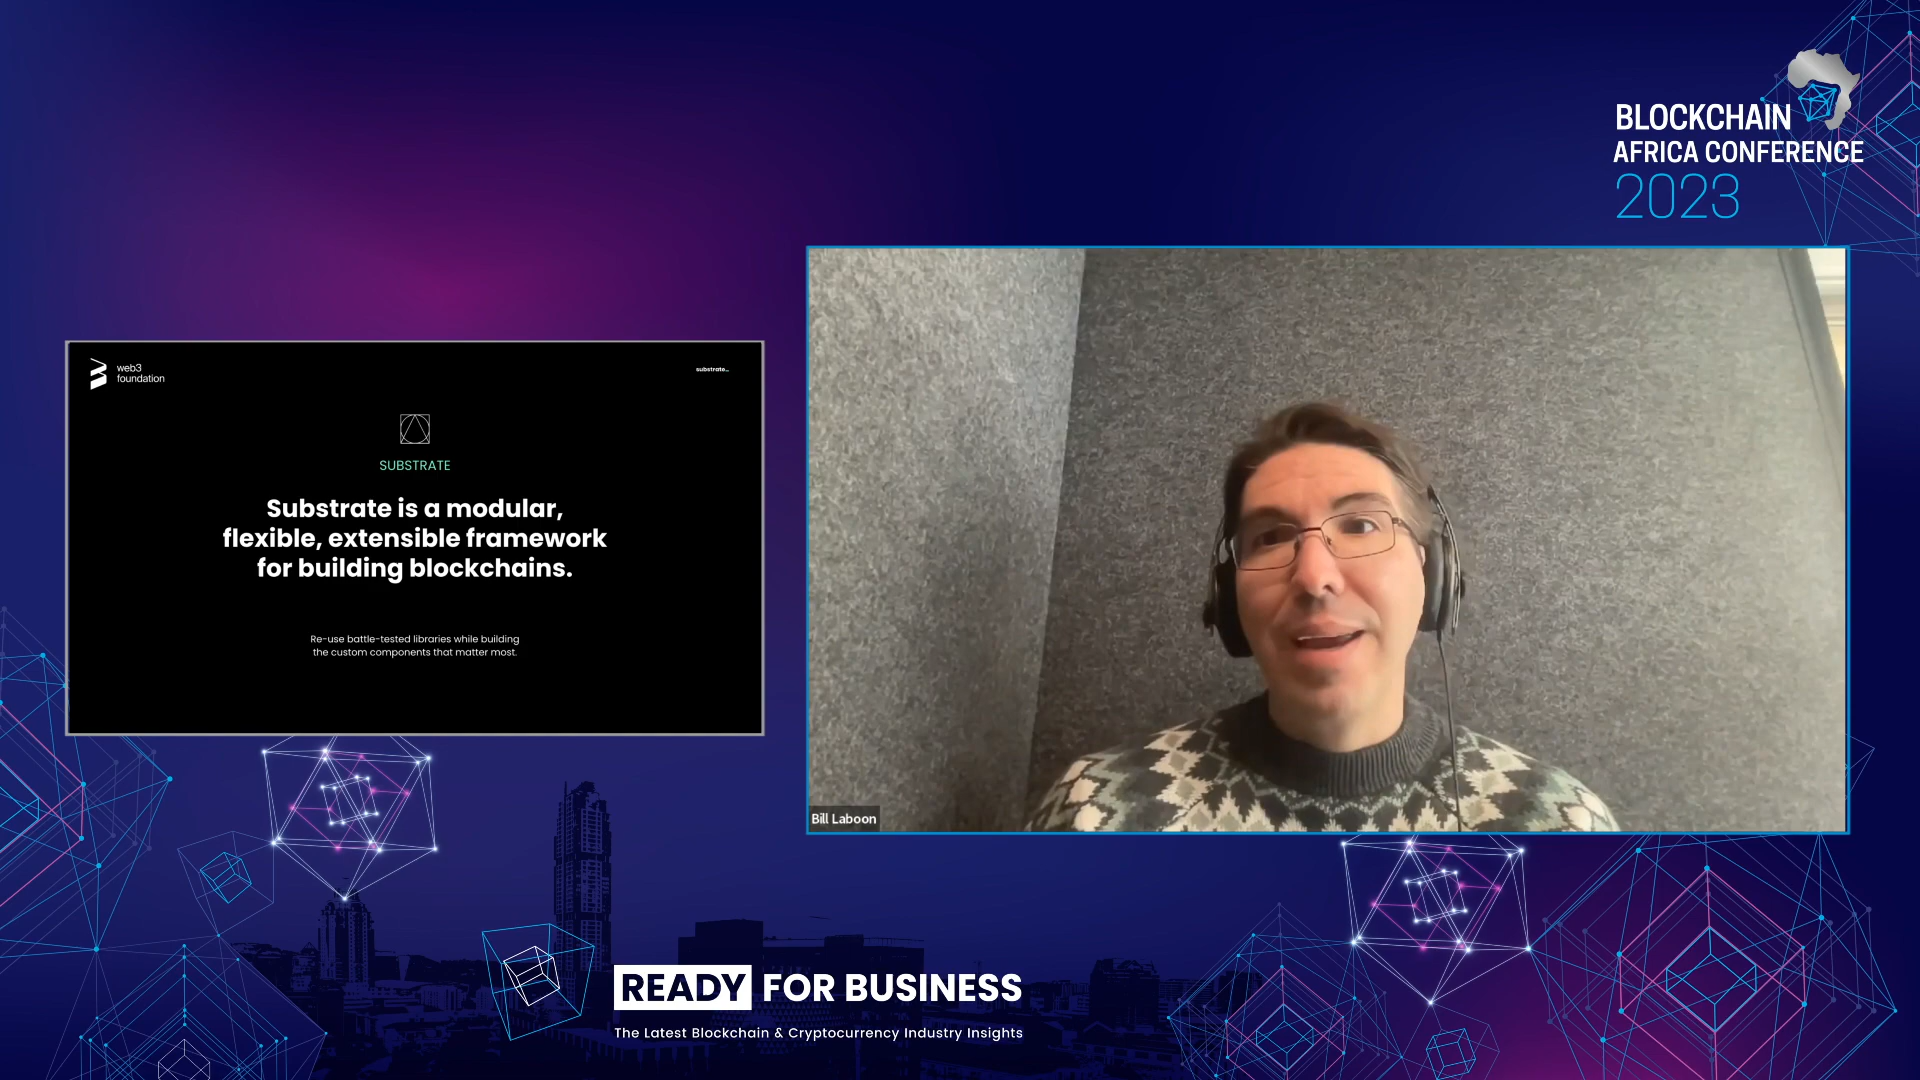 BLOCKCHAIN
AFRICA CONFERENCE
2023
web3
foundation
substrate_
SUBSTRATE
Substrate is a modular,
flexible, extensible framework
for building blockchains.
Re-use battle-tested libraries while building
the custom components that matter most.
Bill Laboon
READY FOR BUSINESS
The Latest Blockchain & Cryptocurrency Industry Insights